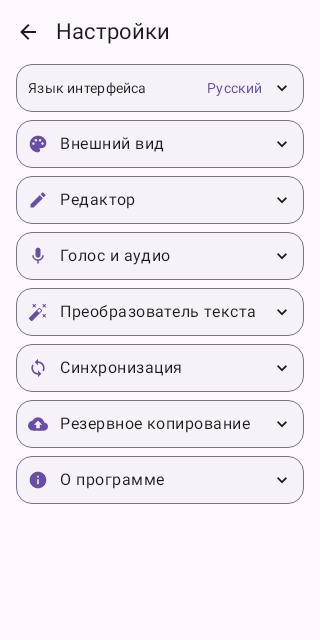 Настройки
Язык интерфейса Русский
Внешний вид
Редактор
Голос и аудио
Преобразователь текста
Синхронизация
Резервное копирование
О программе